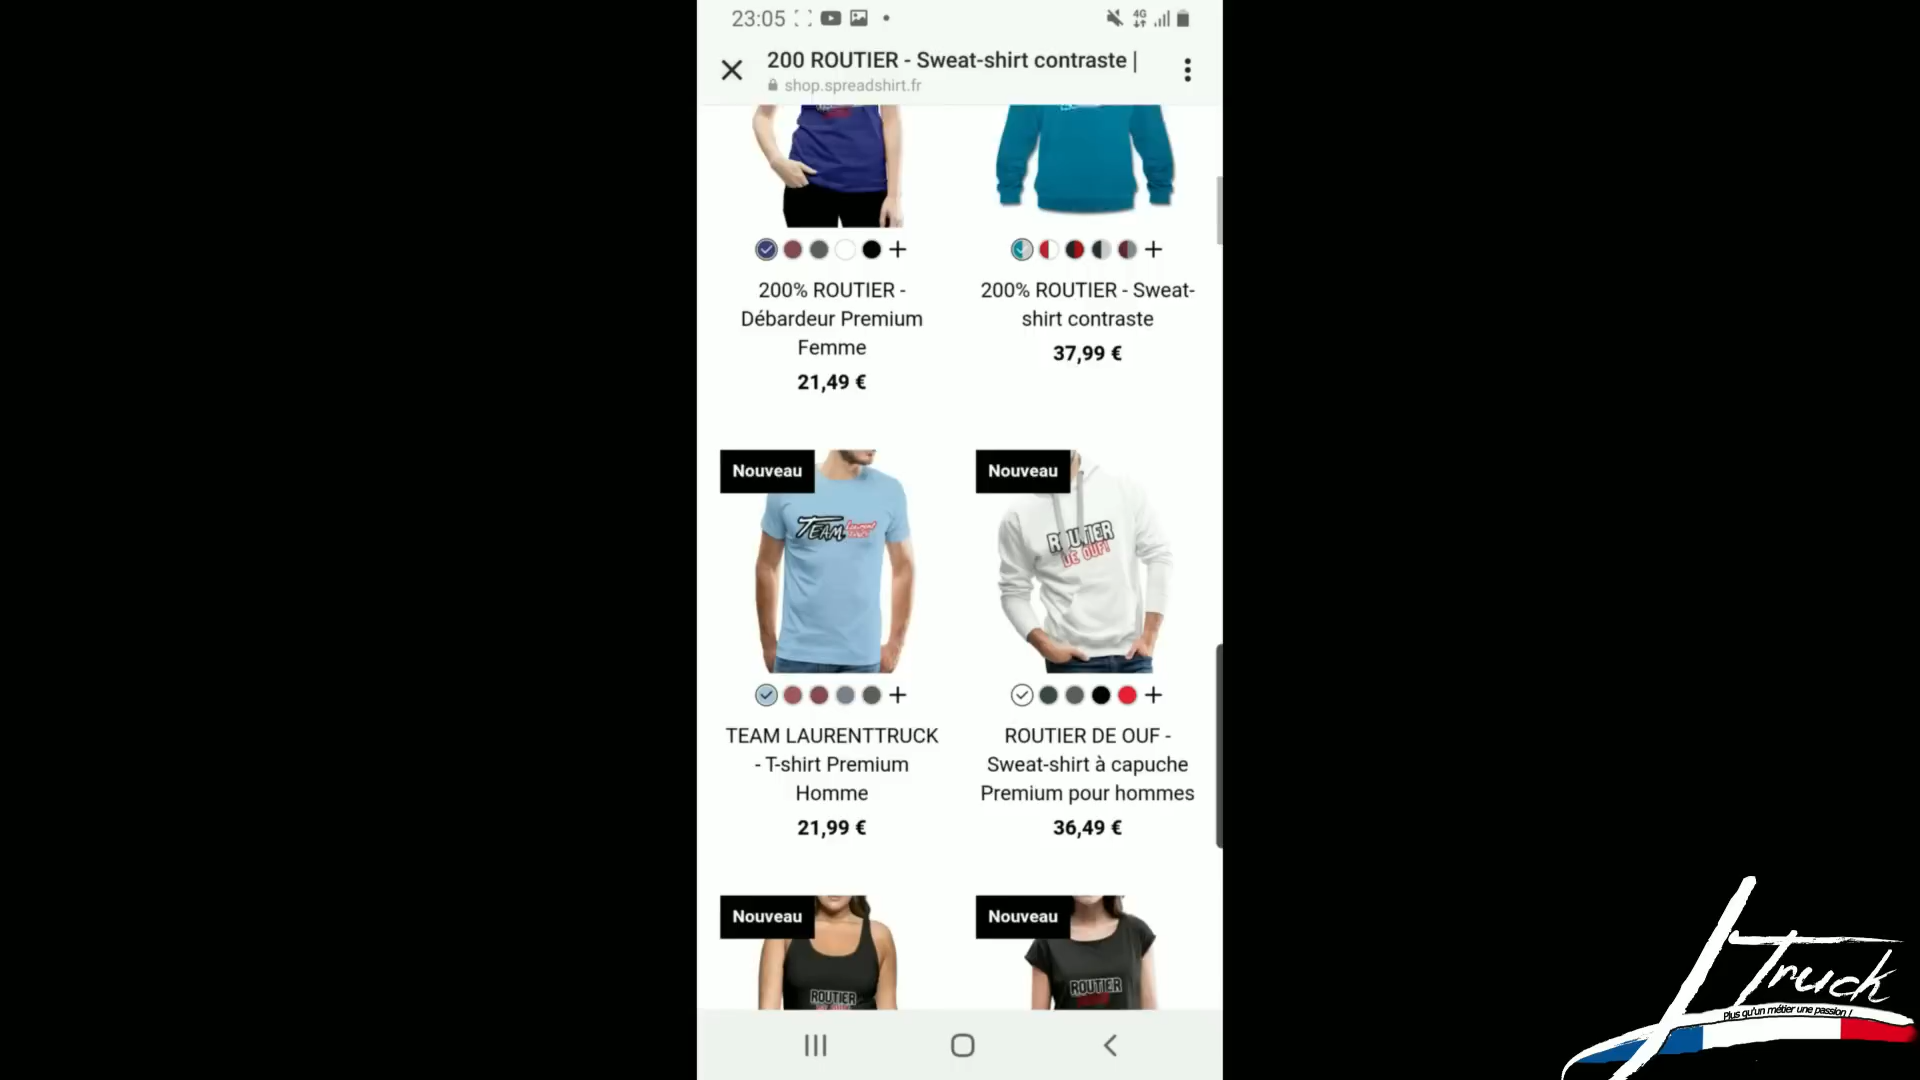 23:05
4G
200 ROUTIER - Sweat-shirt contraste |
shop.spreadshirt.fr
200% ROUTIER -
Débardeur Premium
Femme
21,49 €
200% ROUTIER - Sweat-
shirt contraste
37,99 €
Nouveau
TEAM
TEAM LAURENTTRUCK
- T-shirt Premium
Homme
21,99 €
Nouveau
ROUTIER
DE OUF!
ROUTIER DE OUF -
Sweat-shirt à capuche
Premium pour hommes
36,49 €
Nouveau
ROUTIER
Nouveau
ROUTIER
LTruck
Plus qu'un métier une passion !